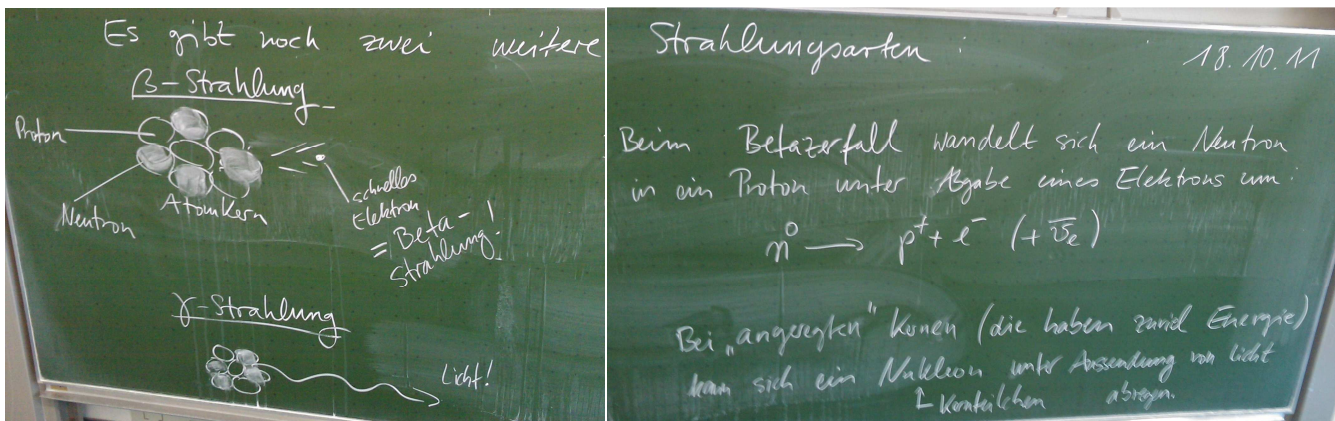 Es gibt noch zwei weitere Strahlungsarten :
18.10.11
β-Strahlung
Proton
Neutron
Atomkern
schnelles
Elektron
= Beta-
strahlung!
γ-Strahlung
Licht!
Beim Betazerfall wandelt sich ein Neutron
in ein Proton unter Abgabe eines Elektrons um:
n⁰ → p⁺ + e⁻ (+ ν̅ₑ)
Bei „angeregten" Kernen (die haben zuviel Energie)
kann sich ein Nukleon unter Aussendung von Licht
Kernteilchen abregen.